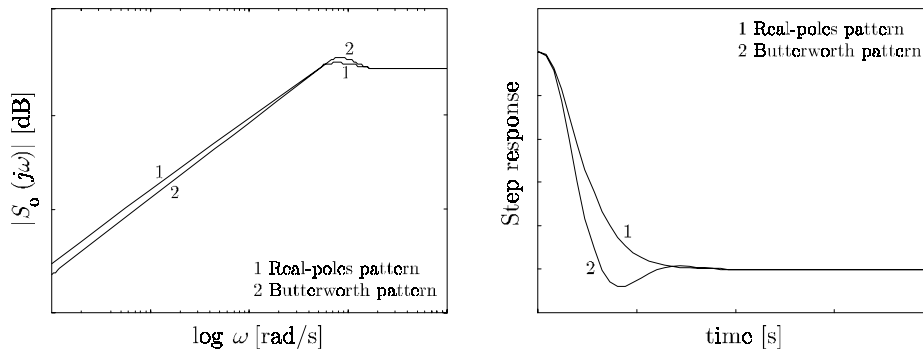 |S₀ (jω)| [dB]
2
1
1
2
1 Real-poles pattern
2 Butterworth pattern
log ω [rad/s]
Step response
1 Real-poles pattern
2 Butterworth pattern
1
2
time [s]